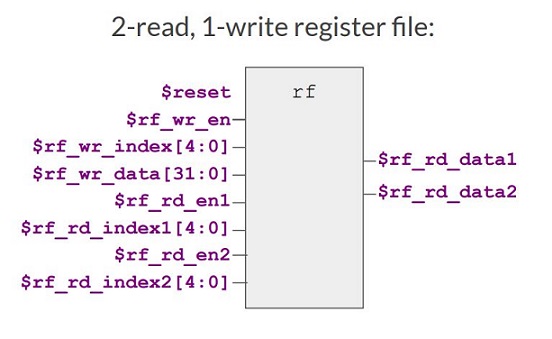 2-read, 1-write register file:
$reset
rf
$rf_wr_en
$rf_wr_index[4:0]
$rf_wr_data[31:0]
$rf_rd_en1
$rf_rd_index1[4:0]
$rf_rd_en2
$rf_rd_index2[4:0]
$rf_rd_data1
$rf_rd_data2